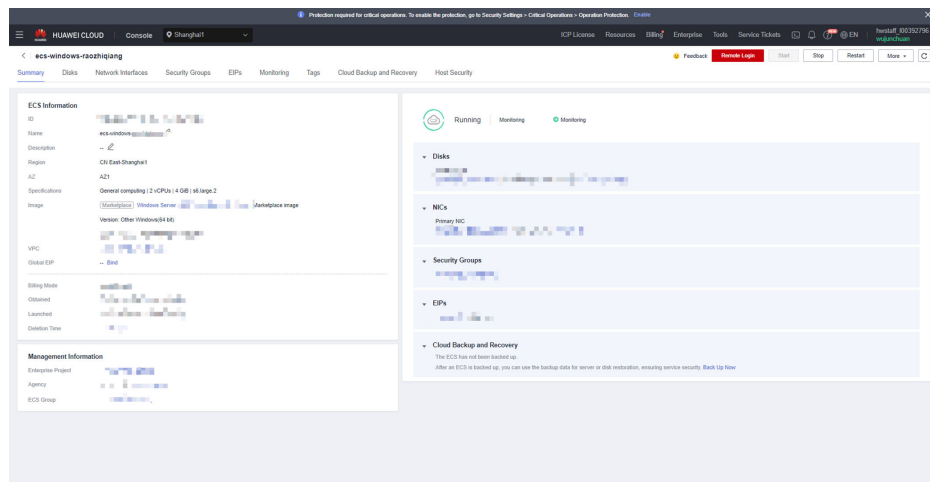 Protection required for critical operations. To enable the protection, go to Security Settings > Critical Operations > Operation Protection. Enable
HUAWEI CLOUD Console Shanghai1 ICP License Resources Billing Enterprise Tools Service Tickets EN hwstaff_l00392796
wujunchuan
ecs-windows-raozhiqiang Feedback Remote Login Start Stop Restart More
Summary Disks Network Interfaces Security Groups EIPs Monitoring Tags Cloud Backup and Recovery Host Security
ECS Information
ID
Name ecs-windows-
Description --
Region CN East-Shanghai1
AZ AZ1
Specifications General computing | 2 vCPUs | 4 GiB | s6.large.2
Image Marketplace Windows Server Marketplace image
Version: Other Windows(64 bit)
VPC
Global EIP -- Bind
Billing Mode
Obtained
Launched
Deletion Time
Management Information
Enterprise Project
Agency
ECS Group
Running Monitoring Monitoring
Disks
NICs
Primary NIC
Security Groups
EIPs
Cloud Backup and Recovery
The ECS has not been backed up.
After an ECS is backed up, you can use the backup data for server or disk restoration, ensuring service security. Back Up Now